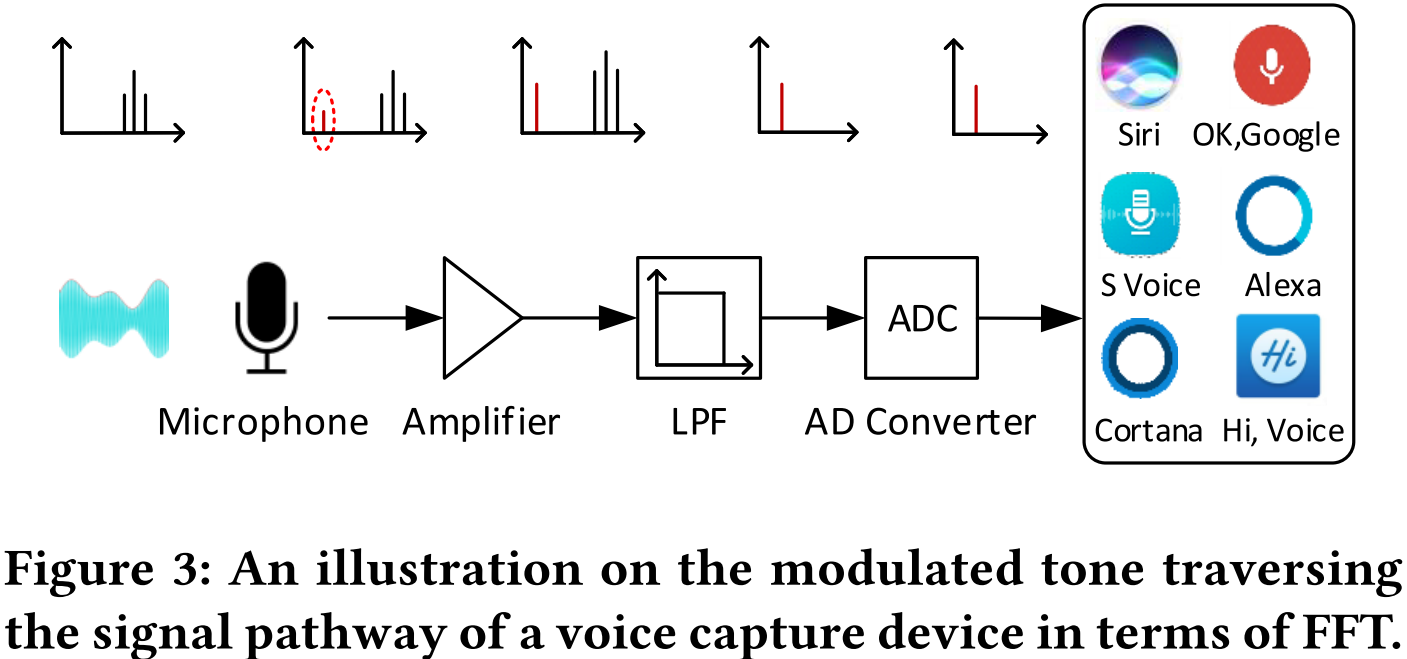 Siri OK,Google
S Voice Alexa
ADC
Hi
Microphone Amplifier LPF AD Converter
Cortana Hi, Voice
Figure 3: An illustration on the modulated tone traversing
the signal pathway of a voice capture device in terms of FFT.